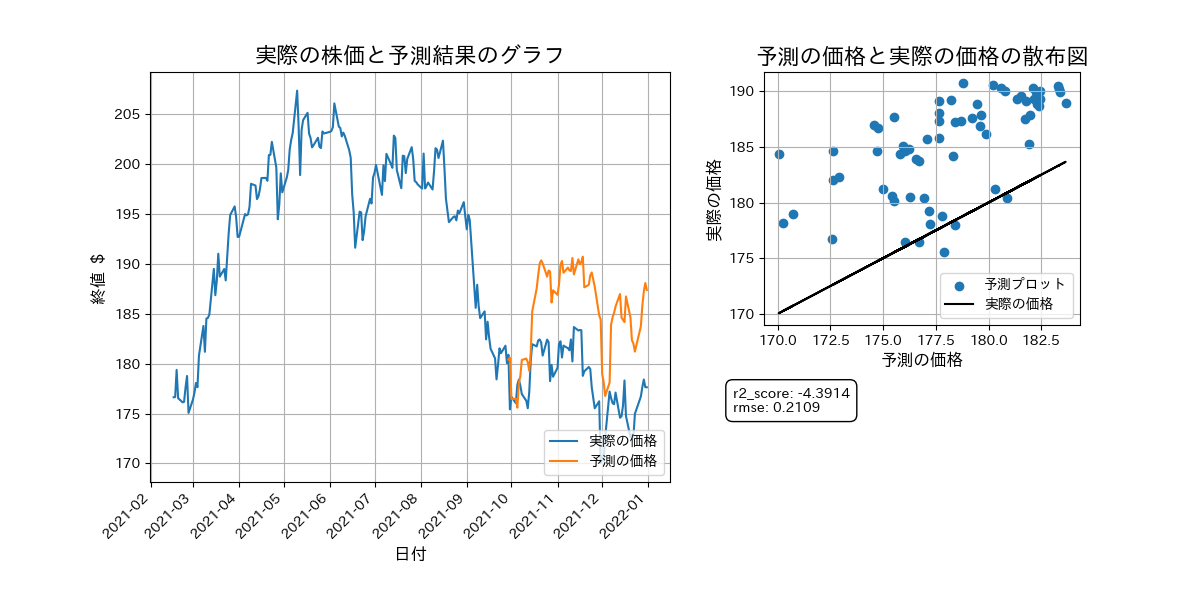 実際の株価と予測結果のグラフ
終値 $
205
200
195
190
185
180
175
170
2021-02
2021-03
2021-04
2021-05
2021-06
2021-07
2021-08
2021-09
2021-10
2021-11
2021-12
2022-01
日付
実際の価格
予測の価格
予測の価格と実際の価格の散布図
実際の価格
190
185
180
175
170
170.0
172.5
175.0
177.5
180.0
182.5
予測の価格
予測プロット
実際の価格
r2_score: -4.3914
rmse: 0.2109